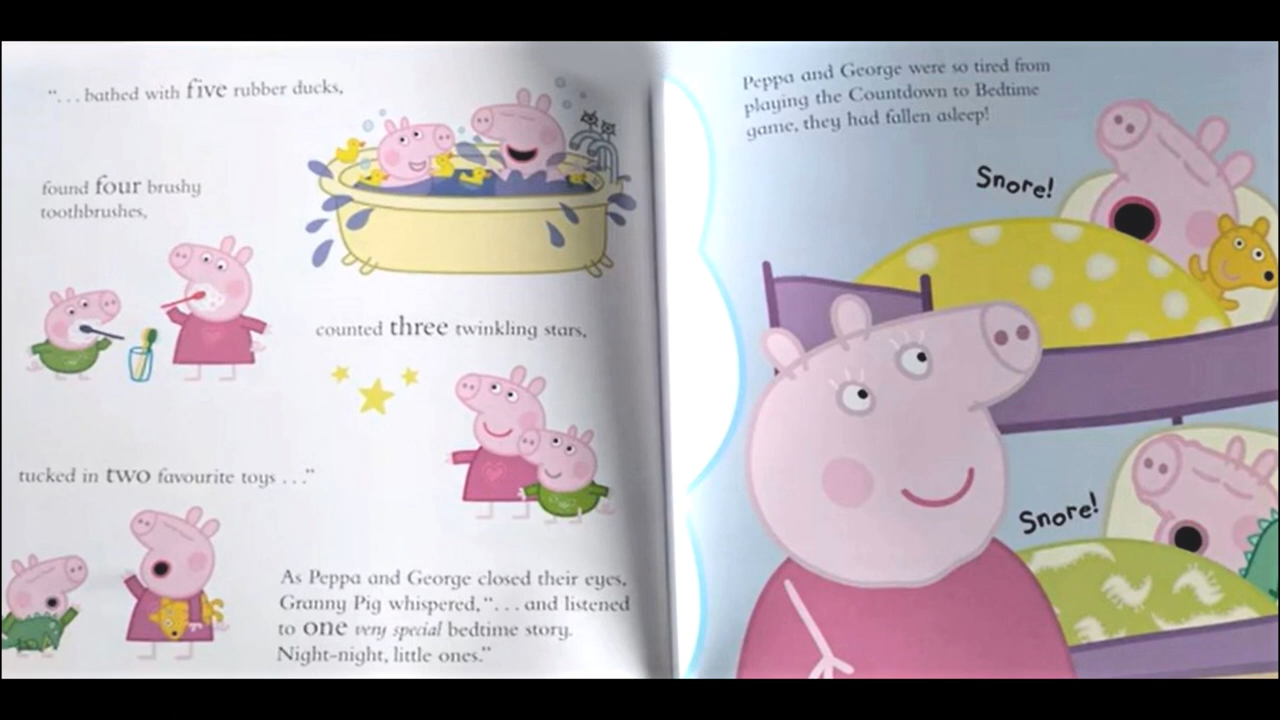 “. . . bathed with five rubber ducks,
found four brushy
toothbrushes,
counted three twinkling stars,
tucked in two favourite toys . . .”
As Peppa and George closed their eyes,
Granny Pig whispered, “. . . and listened
to one very special bedtime story.
Night-night, little ones.”
Peppa and George were so tired from
playing the Countdown to Bedtime
game, they had fallen asleep!
Snore!
Snore!